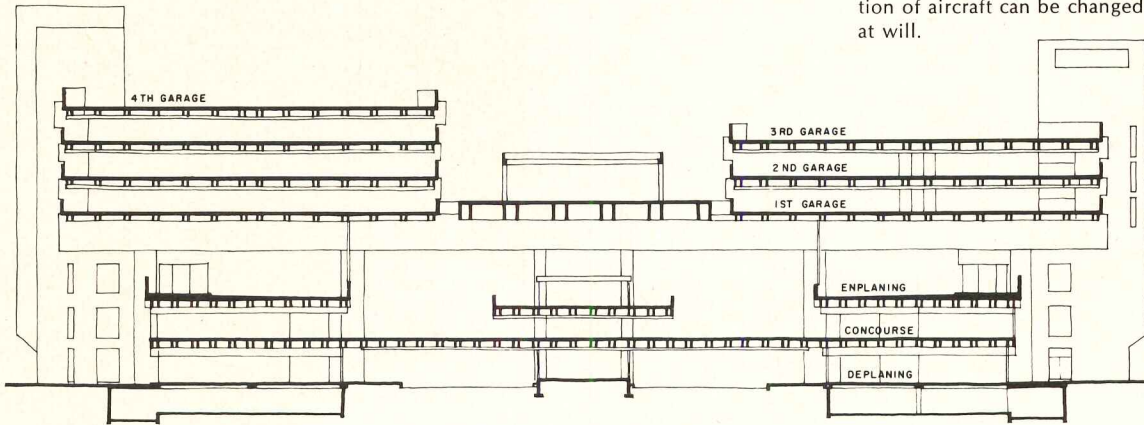 tion of aircraft can be changed
at will.
4TH GARAGE
3RD GARAGE
2ND GARAGE
1ST GARAGE
ENPLANING
CONCOURSE
DEPLANING